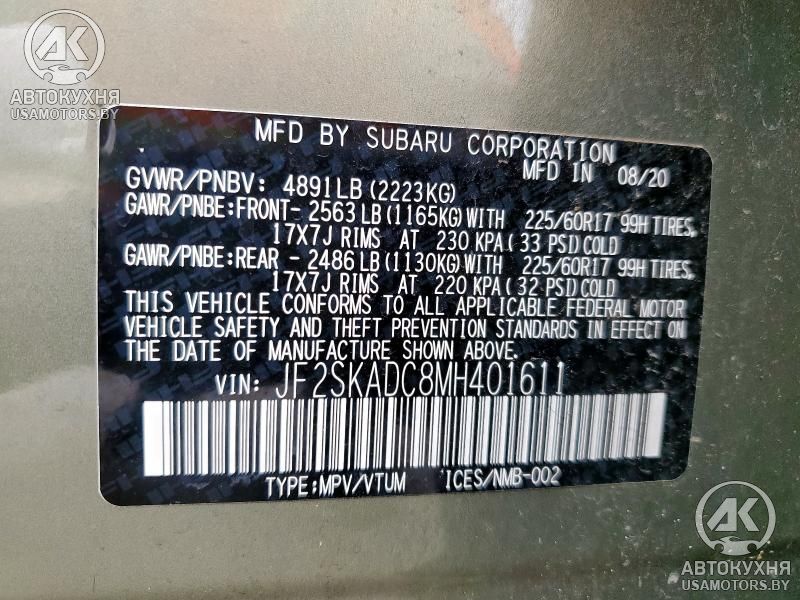 АК
АВТОКУХНЯ
USAMOTORS.BY
MFD BY SUBARU CORPORATION
MFD IN 08/20
GVWR/PNBV: 4891LB (2223KG)
GAWR/PNBE:FRONT- 2563 LB (1165KG) WITH 225/60R17 99H TIRES,
17X7J RIMS AT 230 KPA ( 33 PSI) COLD
GAWR/PNBE:REAR - 2486 LB (1130KG) WITH 225/60R17 99H TIRES,
17X7J RIMS AT 220 KPA ( 32 PSI) COLD
THIS VEHICLE CONFORMS TO ALL APPLICABLE FEDERAL MOTOR
VEHICLE SAFETY AND THEFT PREVENTION STANDARDS IN EFFECT ON
THE DATE OF MANUFACTURE SHOWN ABOVE.
VIN: JF2SKADC8MH401611
TYPE:MPV/VTUM ICES/NMB-002
АК
АВТОКУХНЯ
USAMOTORS.BY